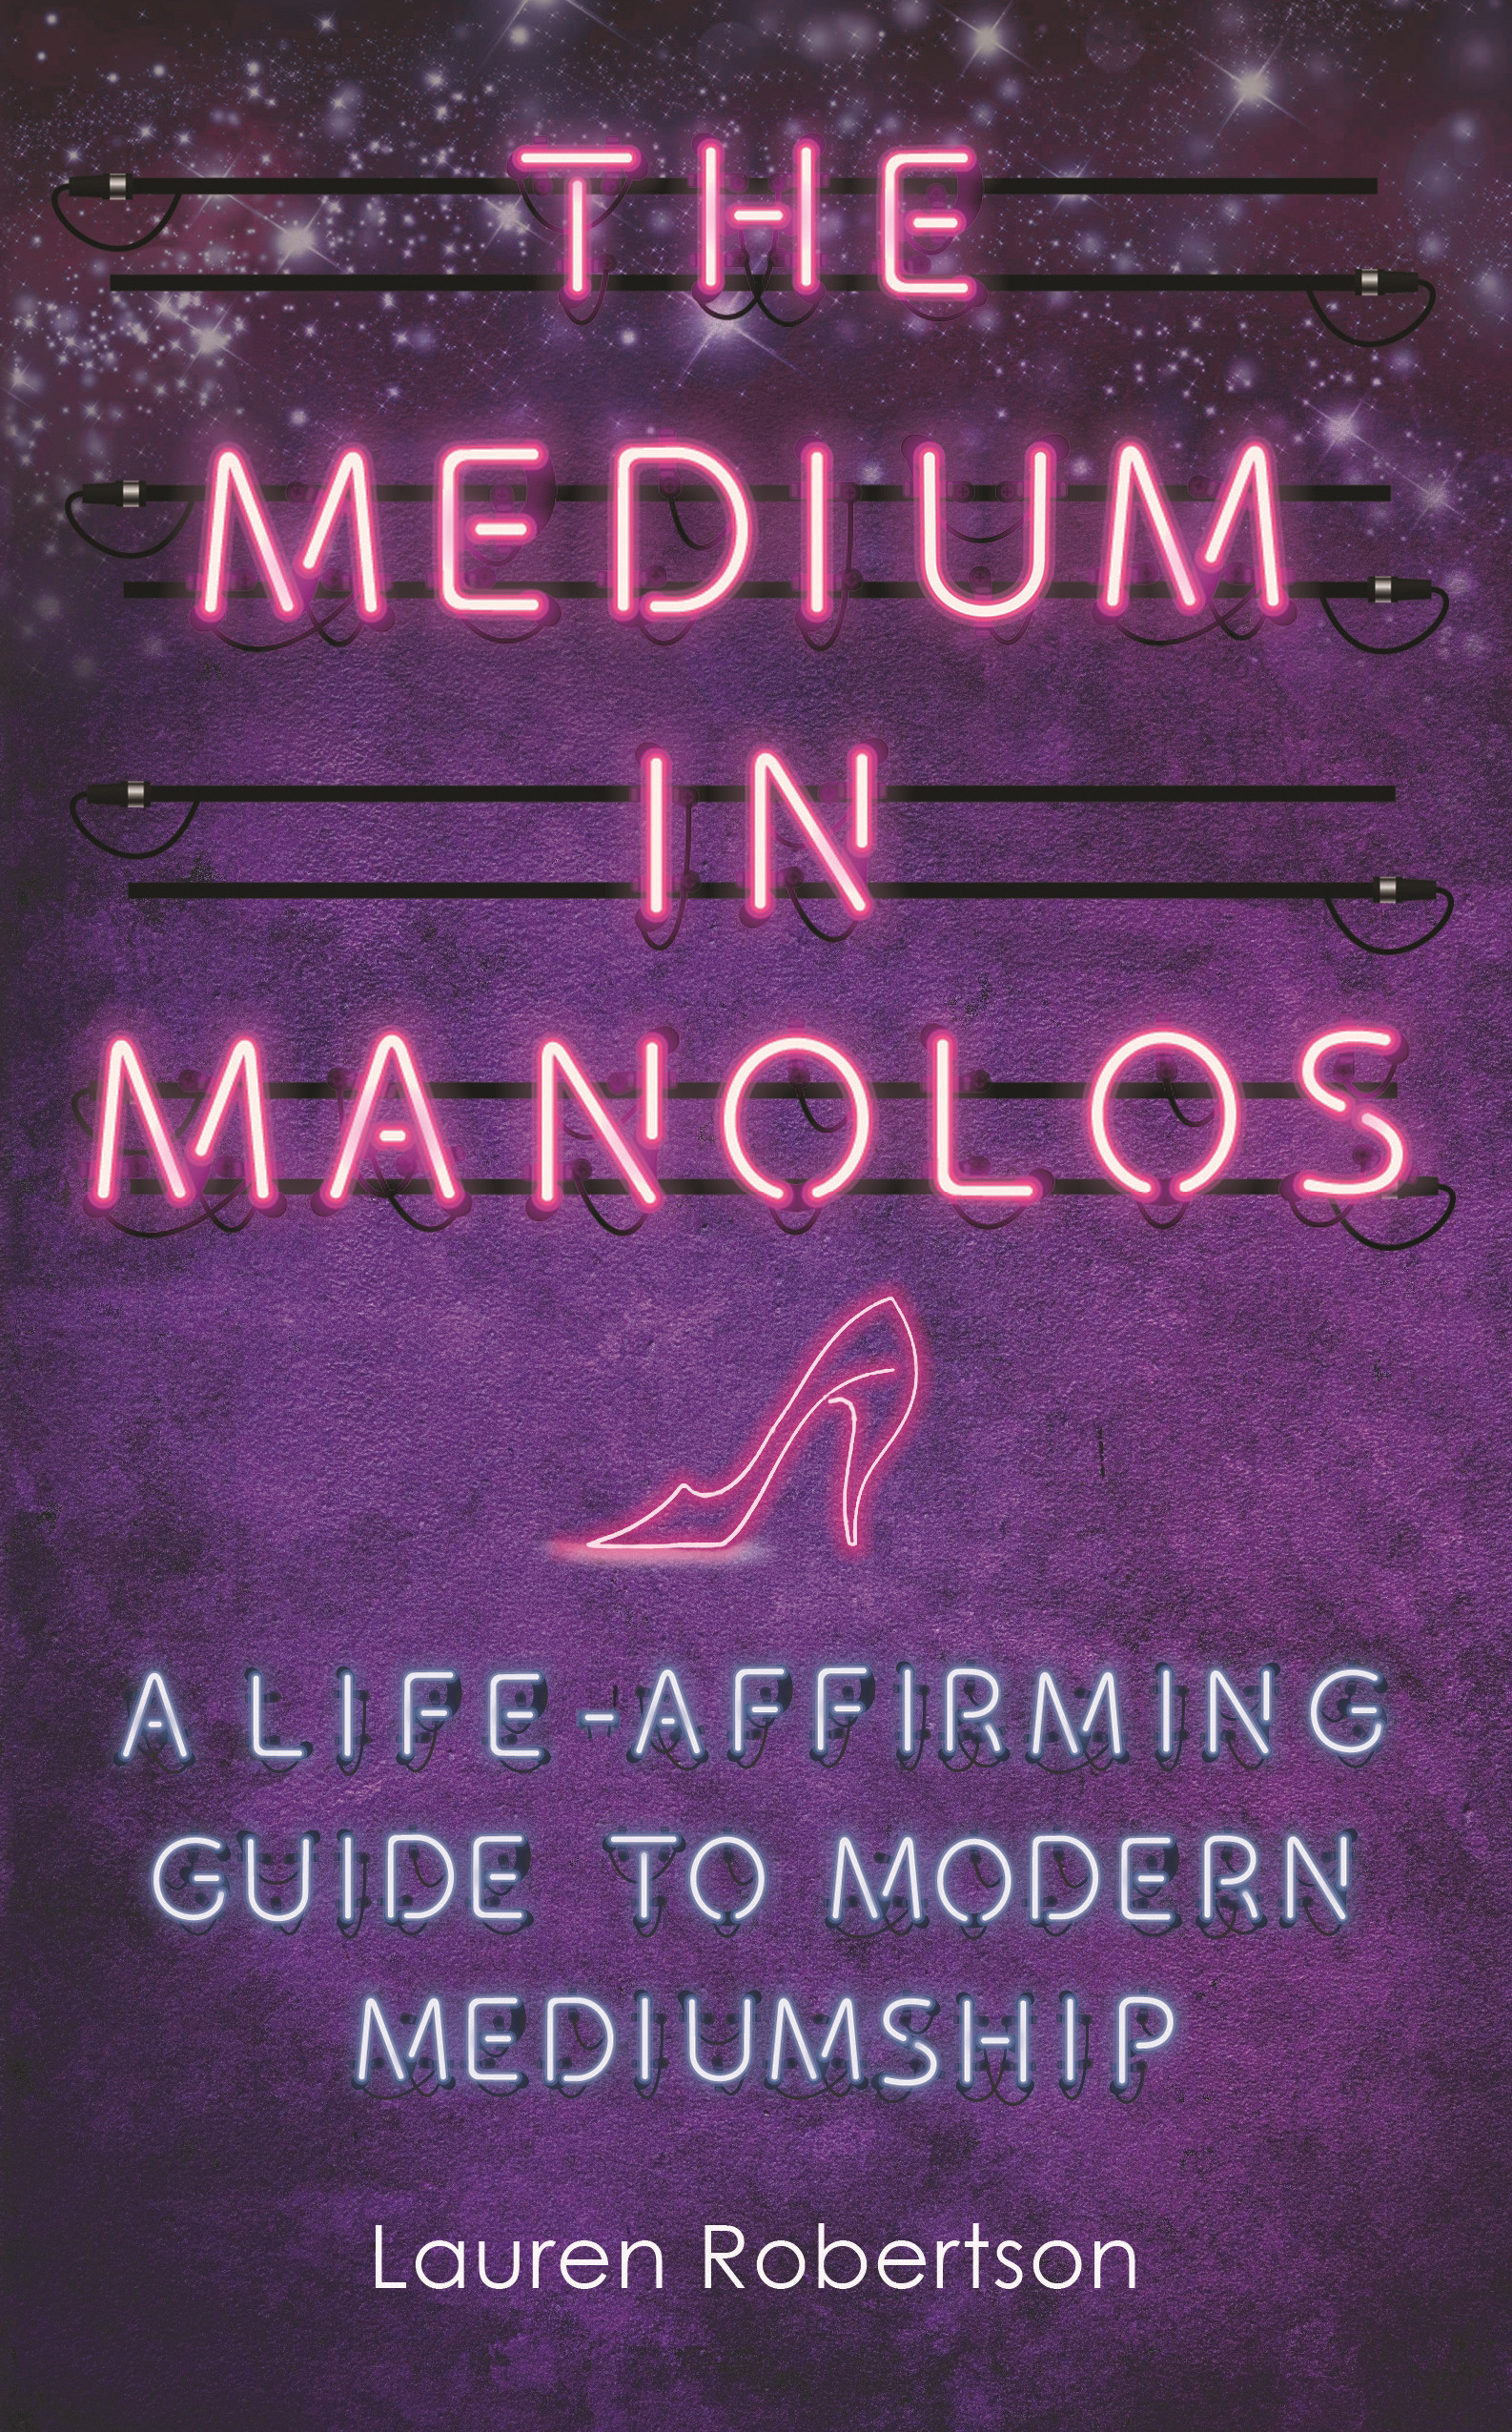 THE
MEDIUM
IN
MANOLOS
A LIFE-AFFIRMING
GUIDE TO MODERN
MEDIUMSHIP
Lauren Robertson